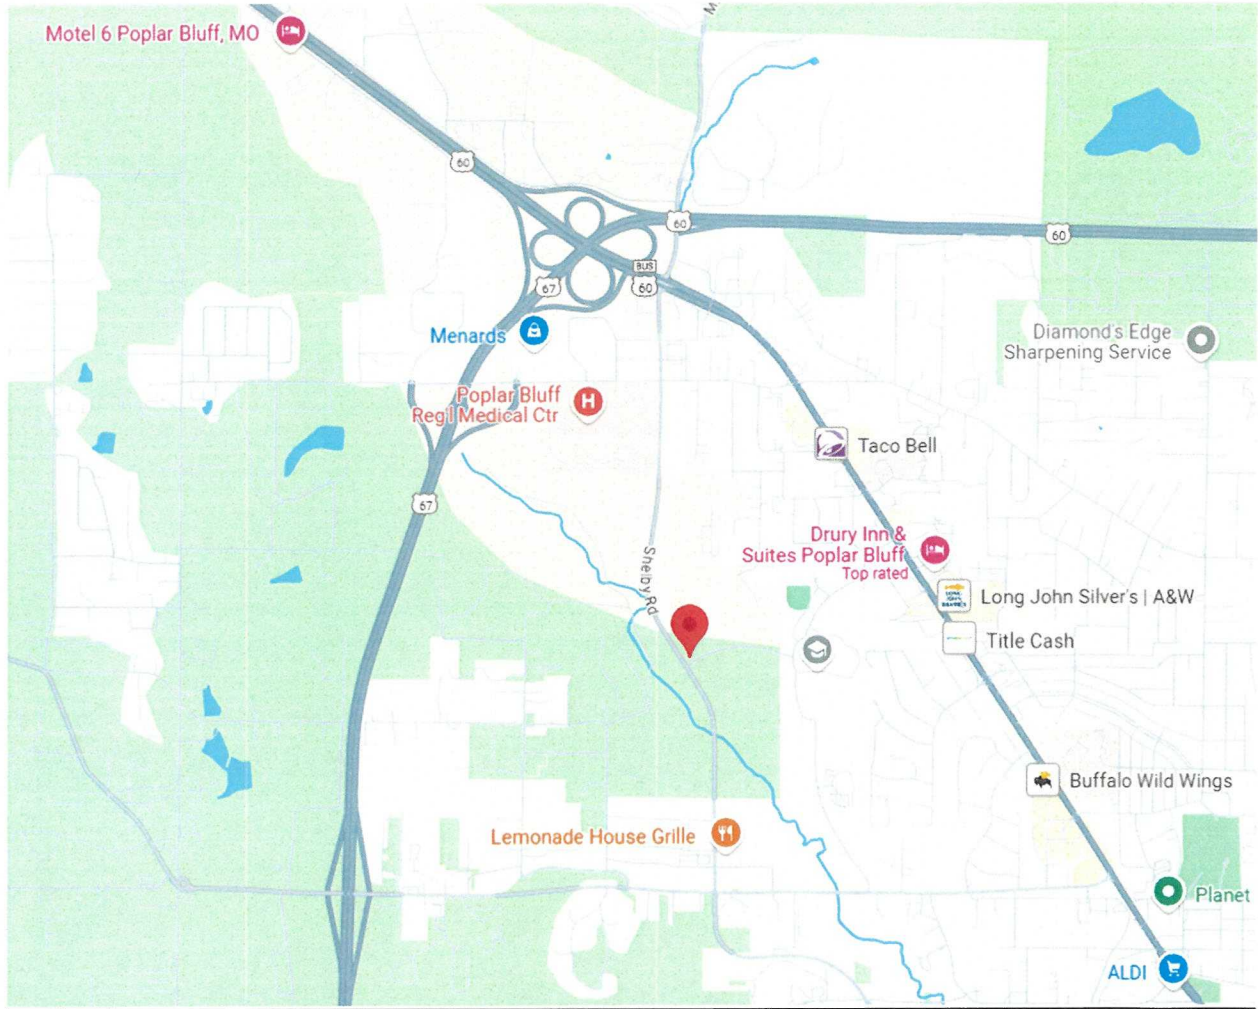 M
Motel 6 Poplar Bluff, MO
60
60
60
BUS
60
67
Menards
Diamond's Edge
Sharpening Service
Poplar Bluff
Reg'l Medical Ctr
H
Taco Bell
67
Drury Inn &
Suites Poplar Bluff
Top rated
Shelby Rd
Long John Silver's | A&W
Title Cash
Buffalo Wild Wings
Lemonade House Grille
Planet
ALDI